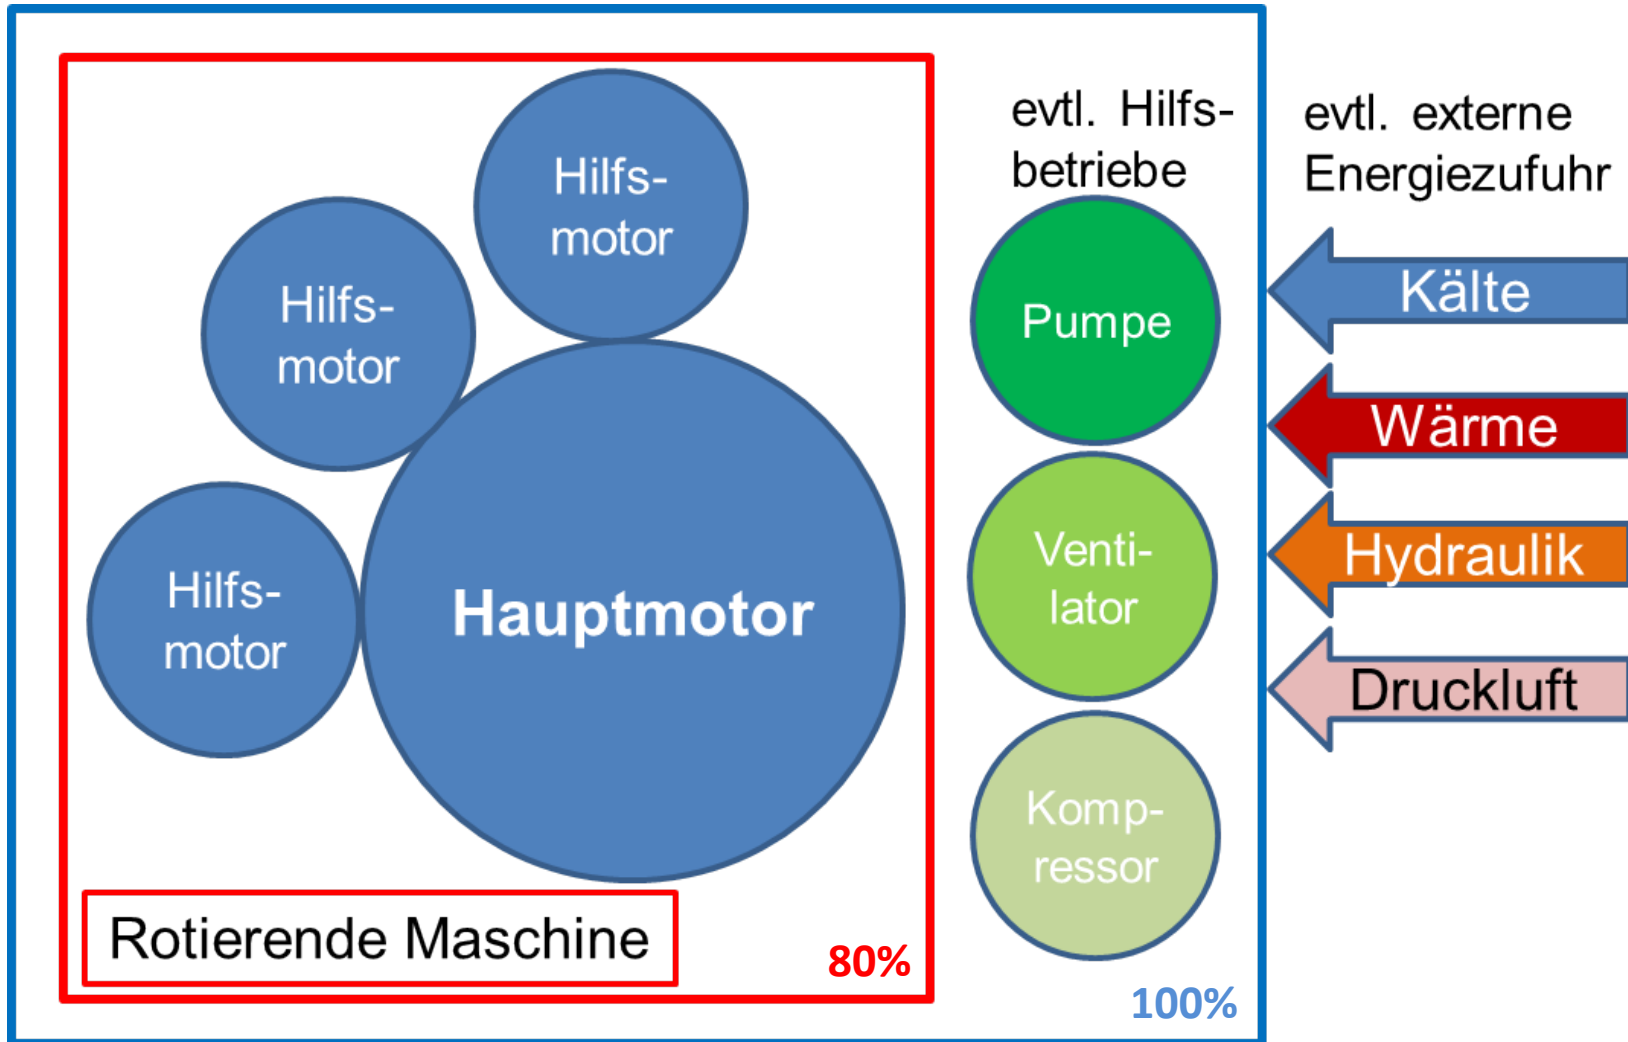 Hilfs-
motor
Hilfs-
motor
Hilfs-
motor
Hauptmotor
Rotierende Maschine
80%
evtl. Hilfs-
betriebe
Pumpe
Venti-
lator
Komp-
ressor
100%
evtl. externe
Energiezufuhr
Kälte
Wärme
Hydraulik
Druckluft